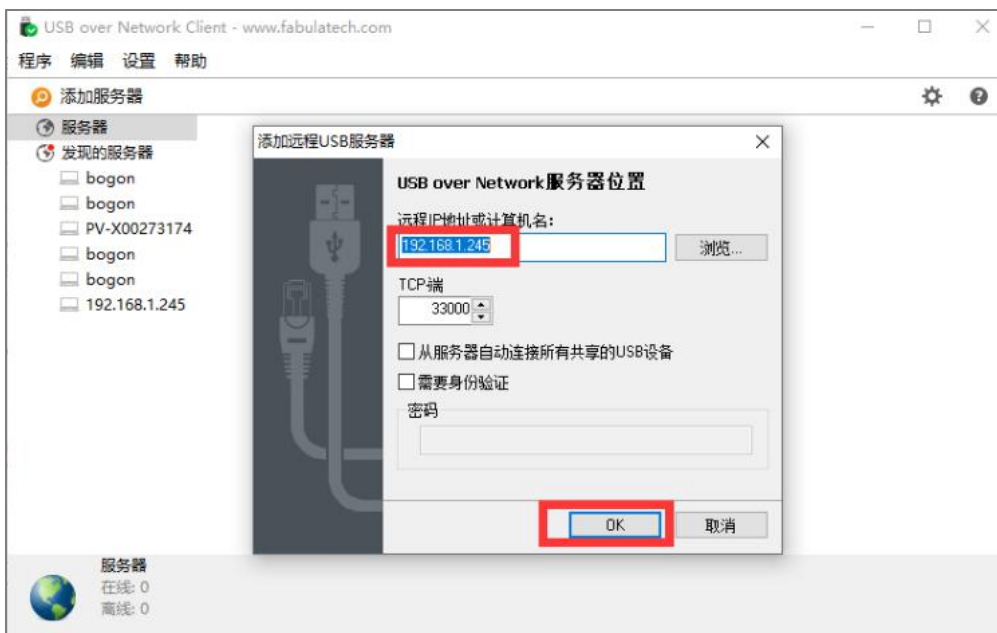 USB over Network Client - www.fabulatech.com
程序 编辑 设置 帮助
添加服务器
服务器
发现的服务器
bogon
bogon
PV-X00273174
bogon
bogon
192.168.1.245
添加远程USB服务器
USB over Network服务器位置
远程IP地址或计算机名:
192.168.1.245
浏览...
TCP端
33000
从服务器自动连接所有共享的USB设备
需要身份验证
密码
OK
取消
服务器
在线: 0
离线: 0